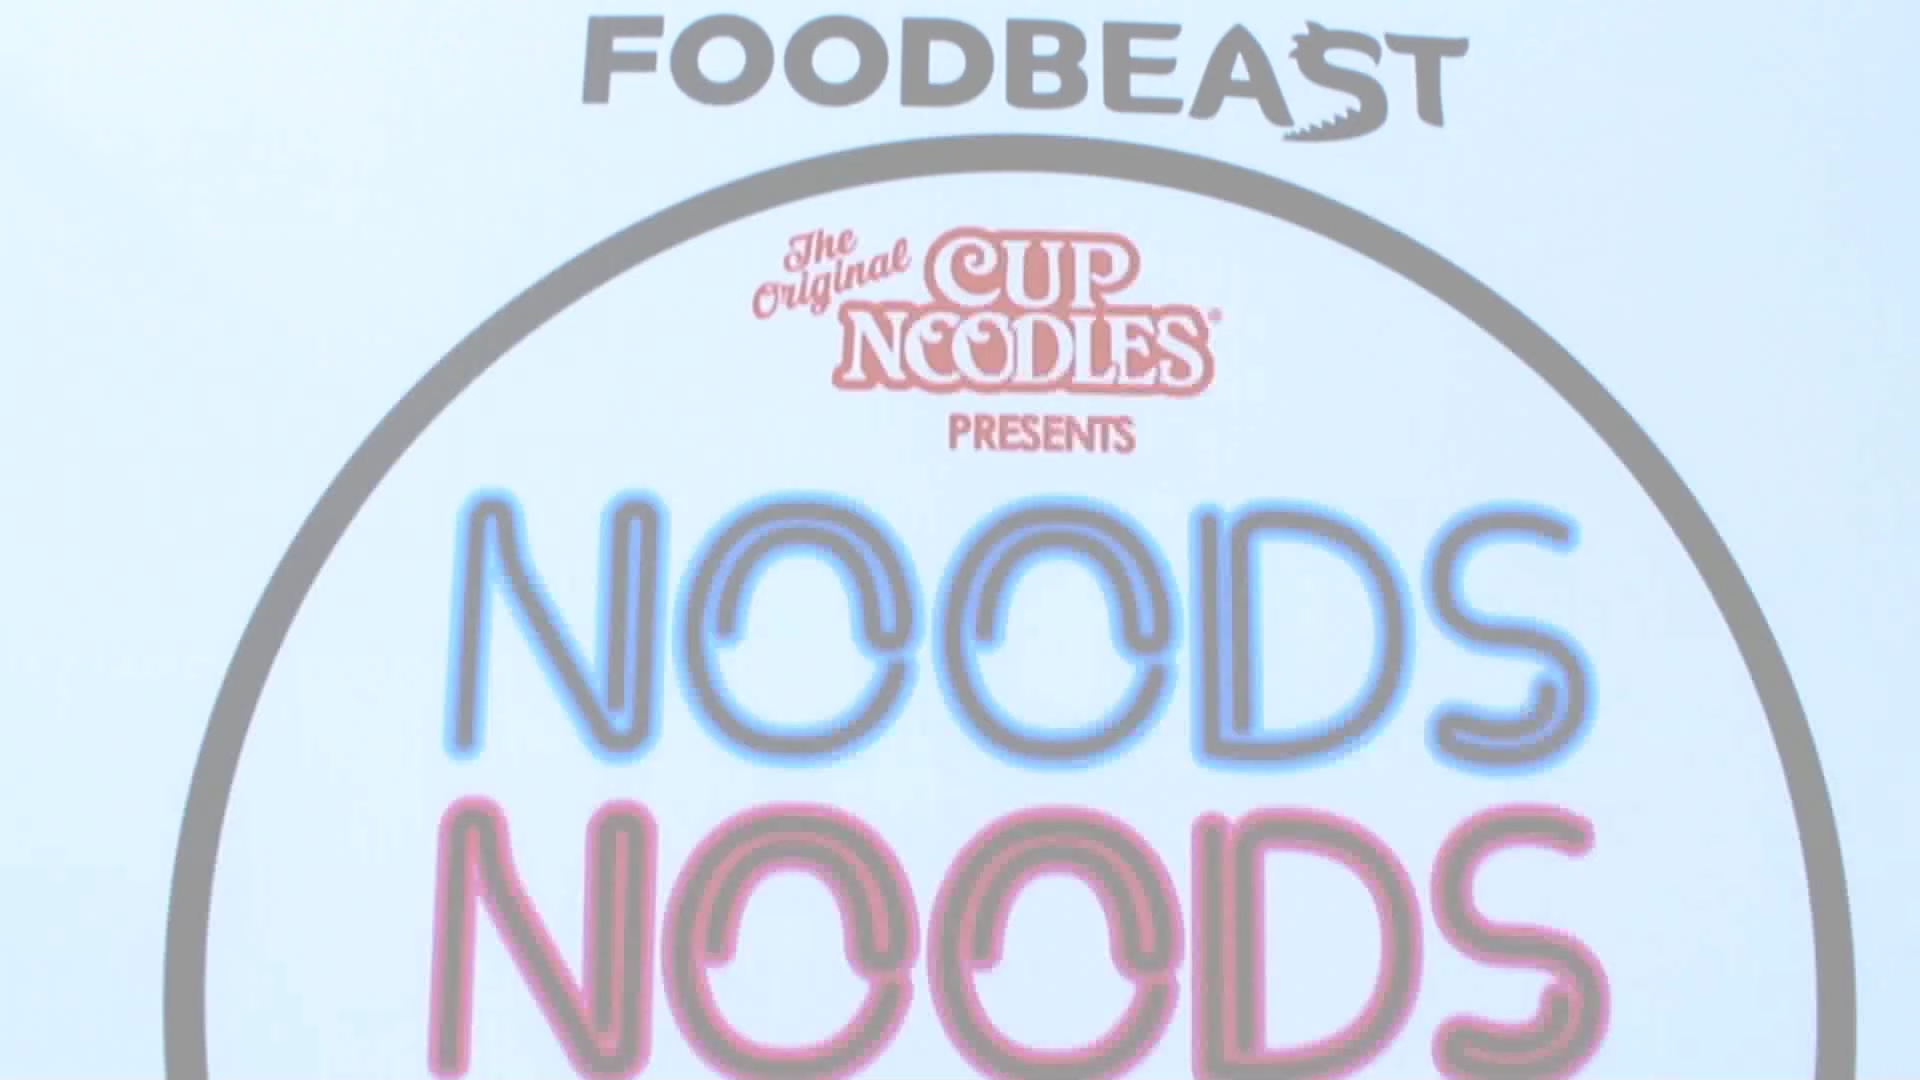 FOODBEAST
The Original CUP NOODLES®
PRESENTS
NOODS
NOODS